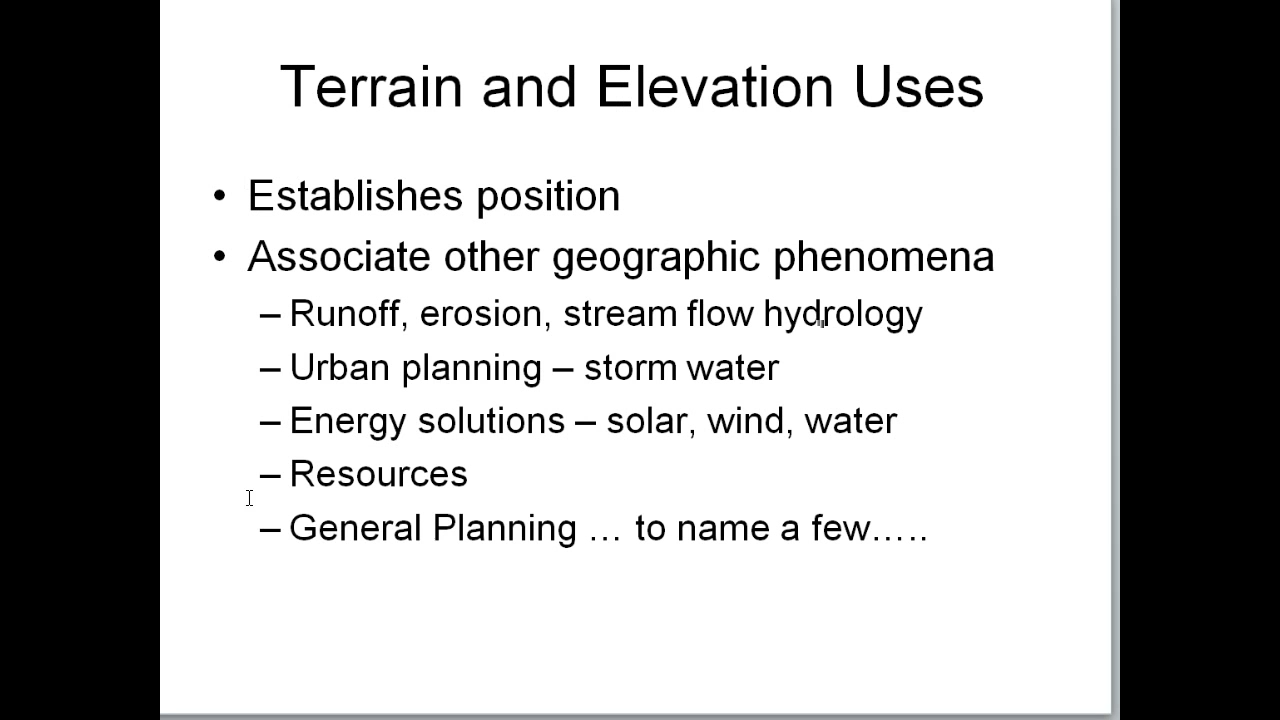 Terrain and Elevation Uses
• Establishes position
• Associate other geographic phenomena
– Runoff, erosion, stream flow hydrology
– Urban planning – storm water
– Energy solutions – solar, wind, water
– Resources
– General Planning … to name a few…..